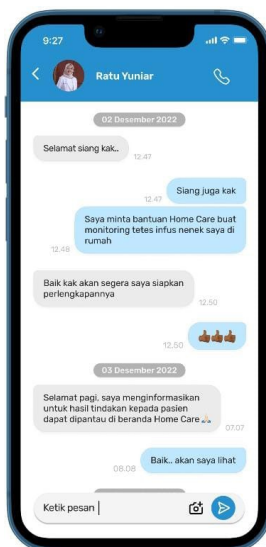 9:27
Ratu Yuniar
02 Desember 2022
Selamat siang kak..
12.47
Siang juga kak
12.47
Saya minta bantuan Home Care buat
monitoring tetes infus nenek saya di
rumah
12.48
Baik kak akan segera saya siapkan
perlengkapannya
12.50
12.50
03 Desember 2022
Selamat pagi, saya menginformasikan
untuk hasil tindakan kepada pasien
dapat dipantau di beranda Home Care
07.07
Baik.. akan saya lihat
08.08
Ketik pesan